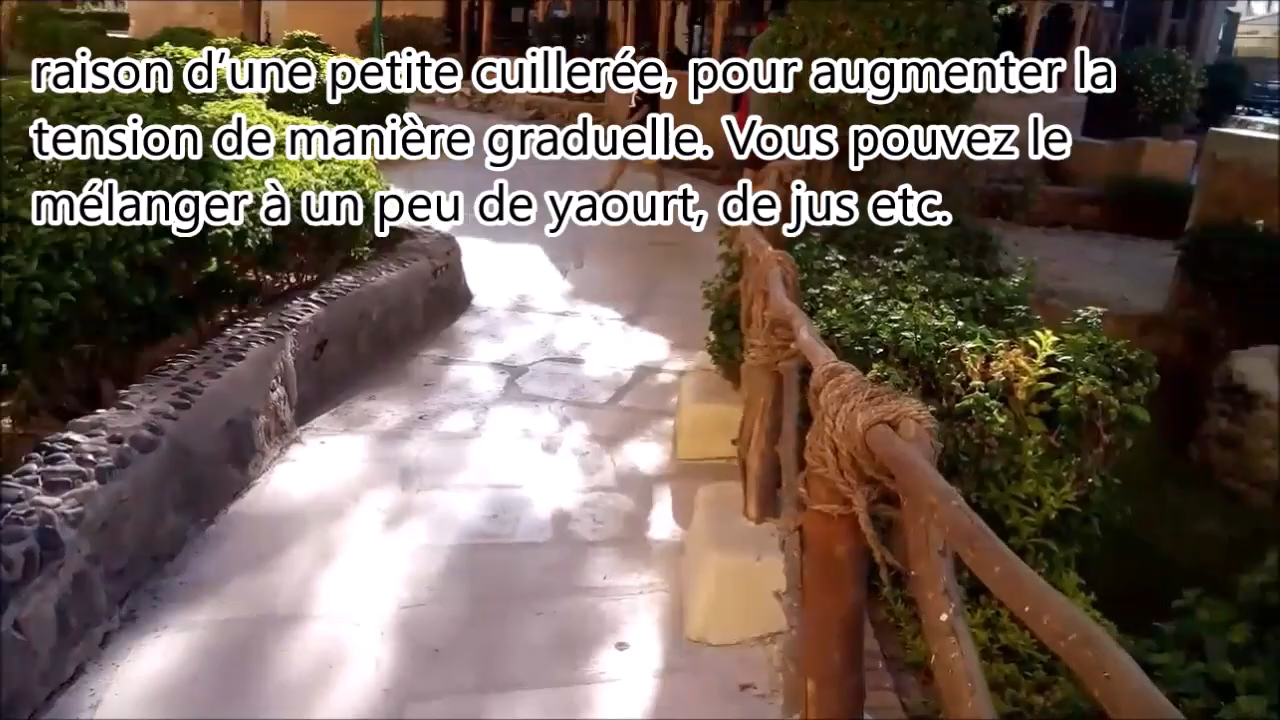 raison d’une petite cuillerée, pour augmenter la
tension de manière graduelle. Vous pouvez le
mélanger à un peu de yaourt, de jus etc.